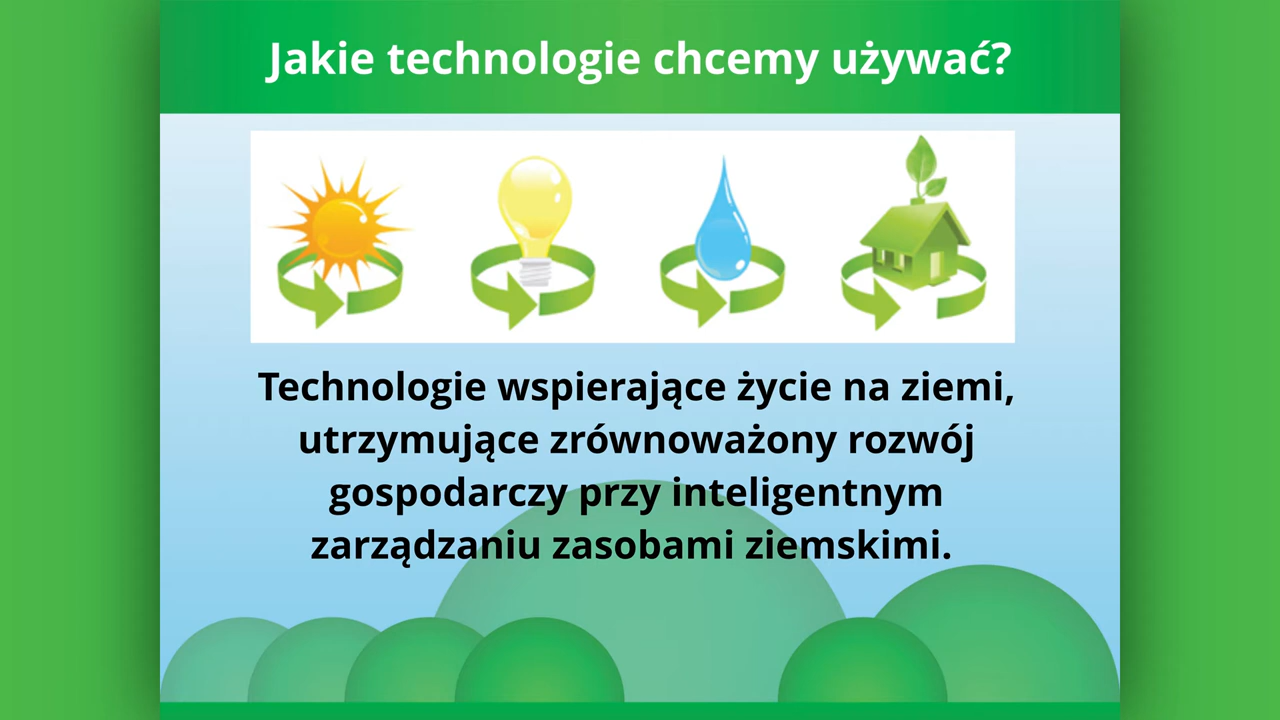 Jakie technologie chcemy używać?
Technologie wspierające życie na ziemi,
utrzymujące zrównoważony rozwój
gospodarczy przy inteligentnym
zarządzaniu zasobami ziemskimi.